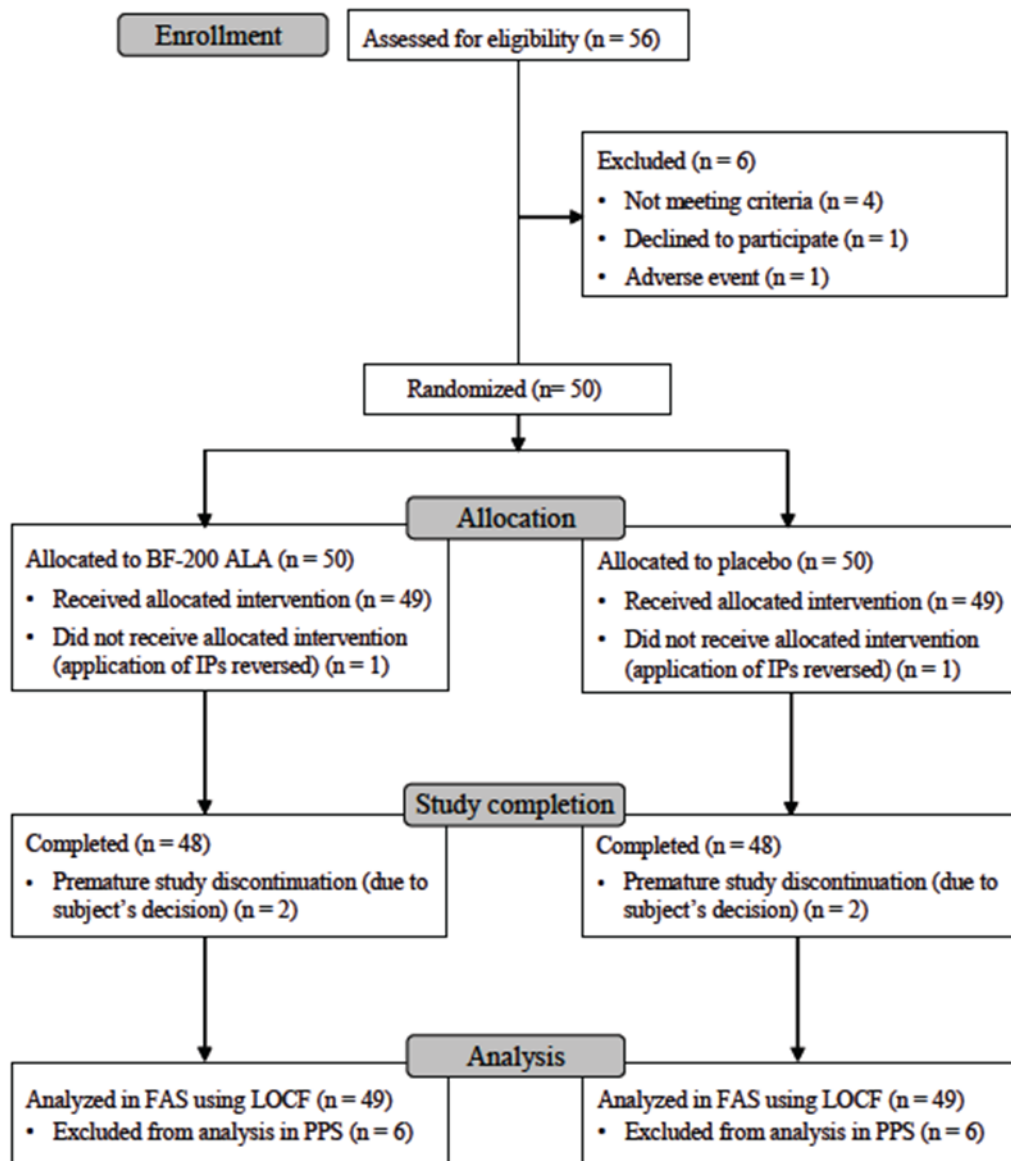 Enrollment
Assessed for eligibility (n = 56)
Excluded (n = 6)
• Not meeting criteria (n = 4)
• Declined to participate (n = 1)
• Adverse event (n = 1)
Randomized (n= 50)
Allocation
Allocated to BF-200 ALA (n = 50)
• Received allocated intervention (n = 49)
• Did not receive allocated intervention
(application of IPs reversed) (n = 1)
Allocated to placebo (n = 50)
• Received allocated intervention (n = 49)
• Did not receive allocated intervention
(application of IPs reversed) (n = 1)
Study completion
Completed (n = 48)
• Premature study discontinuation (due to
subject's decision) (n = 2)
Completed (n = 48)
• Premature study discontinuation (due to
subject's decision) (n = 2)
Analysis
Analyzed in FAS using LOCF (n = 49)
• Excluded from analysis in PPS (n = 6)
Analyzed in FAS using LOCF (n = 49)
• Excluded from analysis in PPS (n = 6)